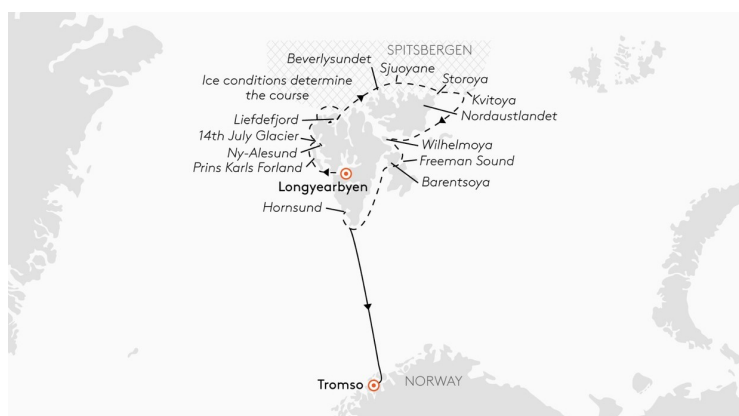 SPITSBERGEN
Beverlysundet
Sjuoyane
Ice conditions determine
the course
Storoya
Kvitoya
Nordaustlandet
Liefdefjord
14th July Glacier
Ny-Alesund
Prins Karls Forland
Wilhelmoya
Freeman Sound
Barentsoya
Longyearbyen
Hornsund
Tromso
NORWAY